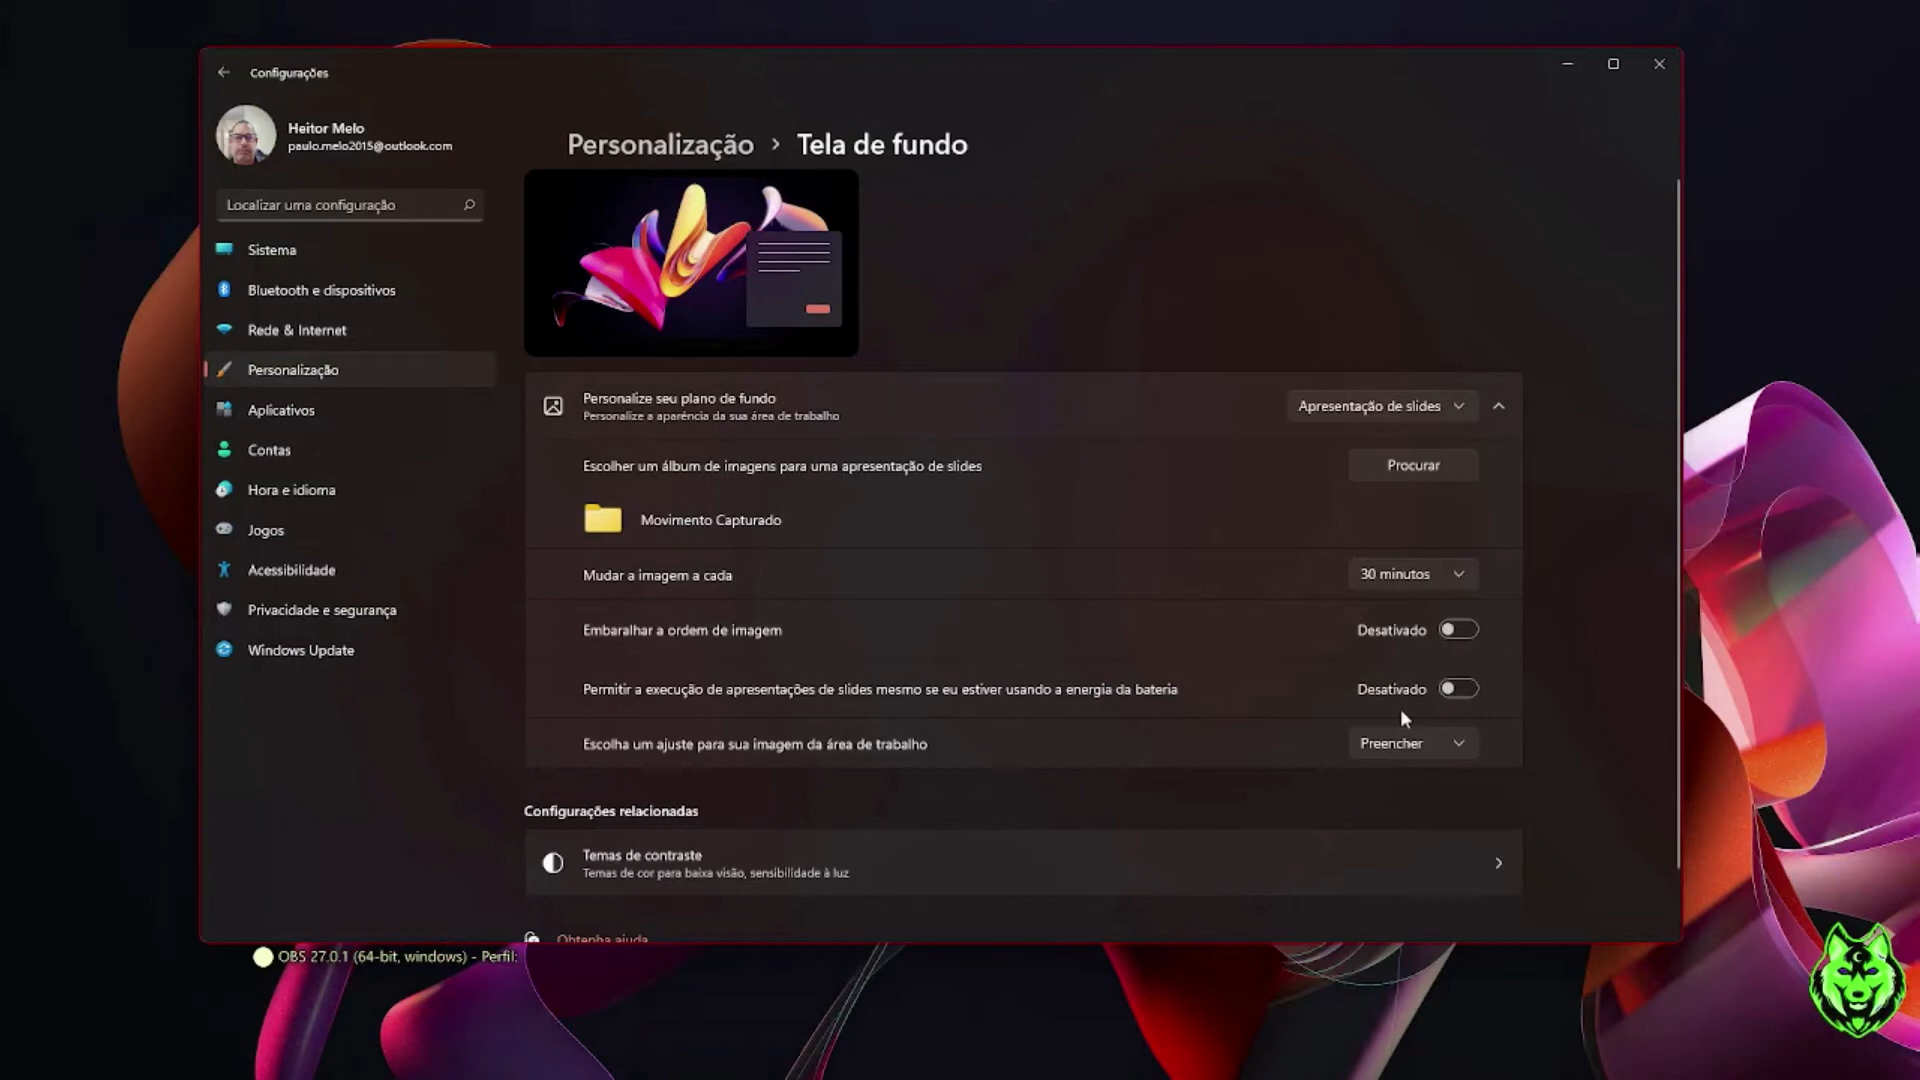 Configurações
Heitor Melo
paulo.melo2015@outlook.com
Localizar uma configuração
Sistema
Bluetooth e dispositivos
Rede & Internet
Personalização
Aplicativos
Contas
Hora e idioma
Jogos
Acessibilidade
Privacidade e segurança
Windows Update
Personalização > Tela de fundo
Personalize seu plano de fundo
Personalize a aparência da sua área de trabalho
Apresentação de slides
Escolher um álbum de imagens para uma apresentação de slides
Procurar
Movimento Capturado
Mudar a imagem a cada
30 minutos
Embaralhar a ordem de imagem
Desativado
Permitir a execução de apresentações de slides mesmo se eu estiver usando a energia da bateria
Desativado
Escolha um ajuste para sua imagem da área de trabalho
Preencher
Configurações relacionadas
Temas de contraste
Temas de cor para baixa visão, sensibilidade à luz
Obtenha ajuda
OBS 27.0.1 (64-bit, windows) - Perfil: